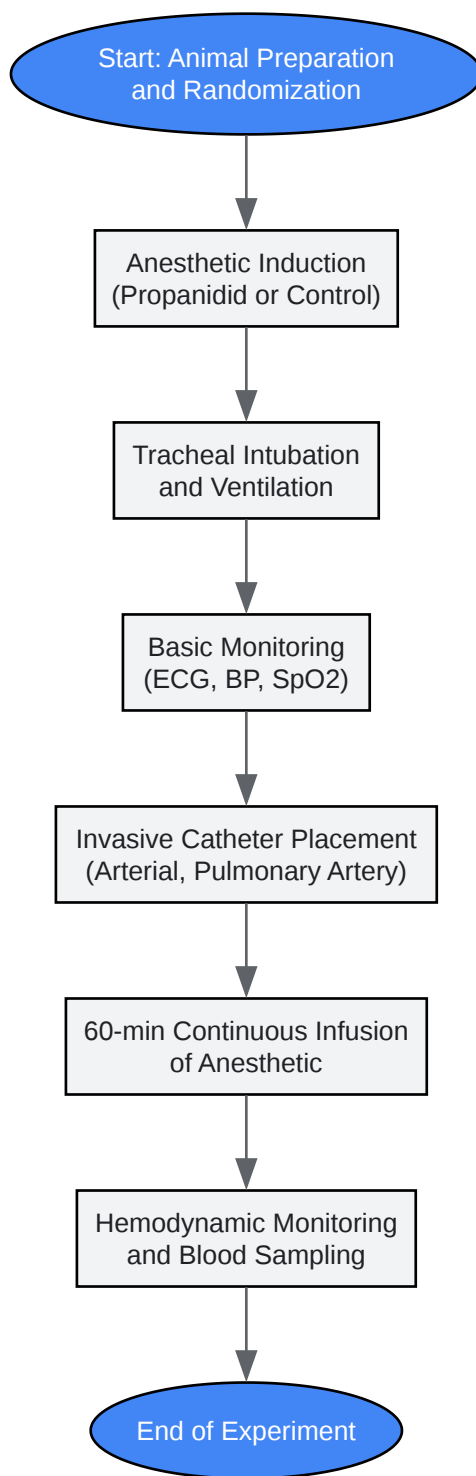 Start: Animal Preparation
and Randomization
Anesthetic Induction
(Propanidid or Control)
Tracheal Intubation
and Ventilation
Basic Monitoring
(ECG, BP, SpO2)
Invasive Catheter Placement
(Arterial, Pulmonary Artery)
60-min Continuous Infusion
of Anesthetic
Hemodynamic Monitoring
and Blood Sampling
End of Experiment